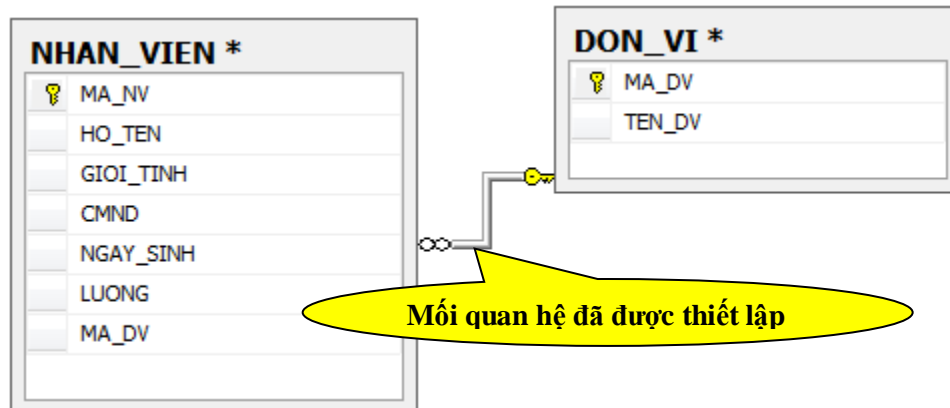 NHAN_VIEN *
MA_NV
HO_TEN
GIOI_TINH
CMND
NGAY_SINH
LUONG
MA_DV
DON_VI *
MA_DV
TEN_DV
Mối quan hệ đã được thiết lập